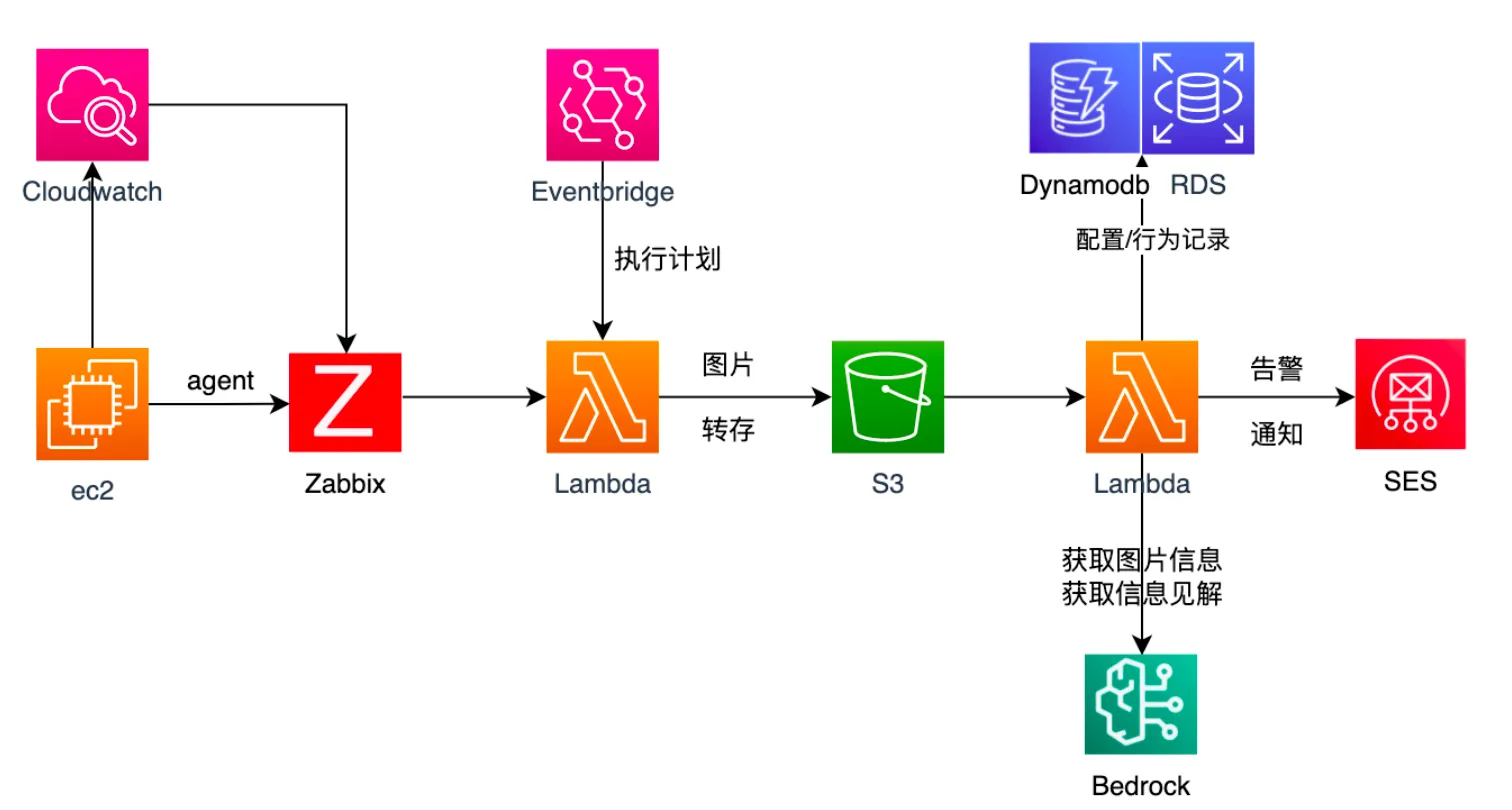 Cloudwatch
Eventbridge
Dynamodb
RDS
执行计划
配置/行为记录
agent
图片
转存
告警
通知
Z
ec2
Zabbix
Lambda
S3
Lambda
SES
获取图片信息
获取信息见解
Bedrock